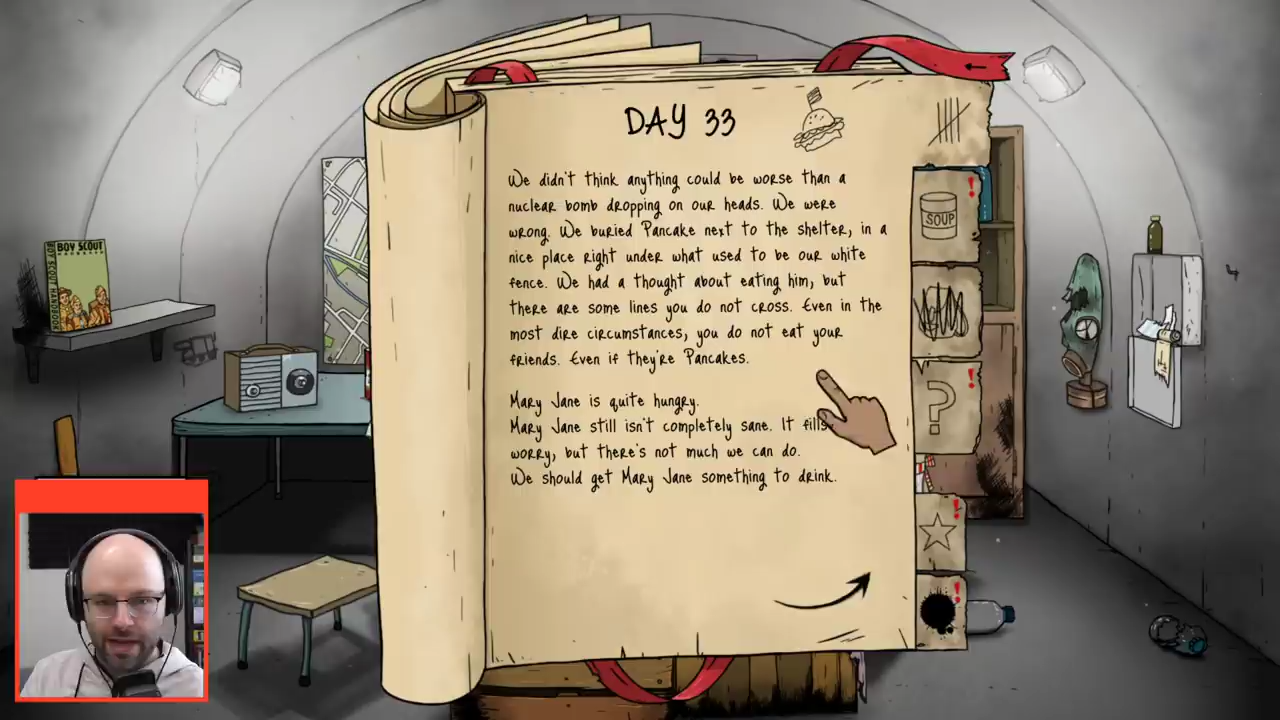 DAY 33
We didn't think anything could be worse than a
nuclear bomb dropping on our heads. We were
wrong. We buried Pancake next to the shelter, in a
nice place right under what used to be our white
fence. We had a thought about eating him, but
there are some lines you do not cross. Even in the
most dire circumstances, you do not eat your
friends. Even if they're Pancakes.
Mary Jane is quite hungry.
Mary Jane still isn't completely sane. It fills
worry, but there's not much we can do.
We should get Mary Jane something to drink.
!
SOUP
!
?
!
!
BOY SCOUT
HANDBOOK
BOY SCOUT HANDBOOK